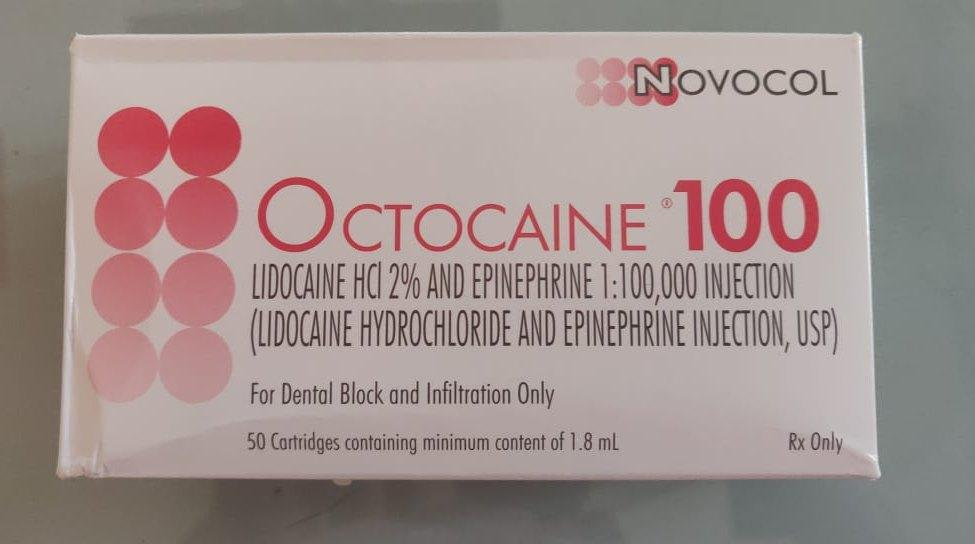 NOVOCOL
OCTOCAINE ® 100
LIDOCAINE HCl 2% AND EPINEPHRINE 1:100,000 INJECTION
(LIDOCAINE HYDROCHLORIDE AND EPINEPHRINE INJECTION, USP)
For Dental Block and Infiltration Only
50 Cartridges containing minimum content of 1.8 mL Rx Only